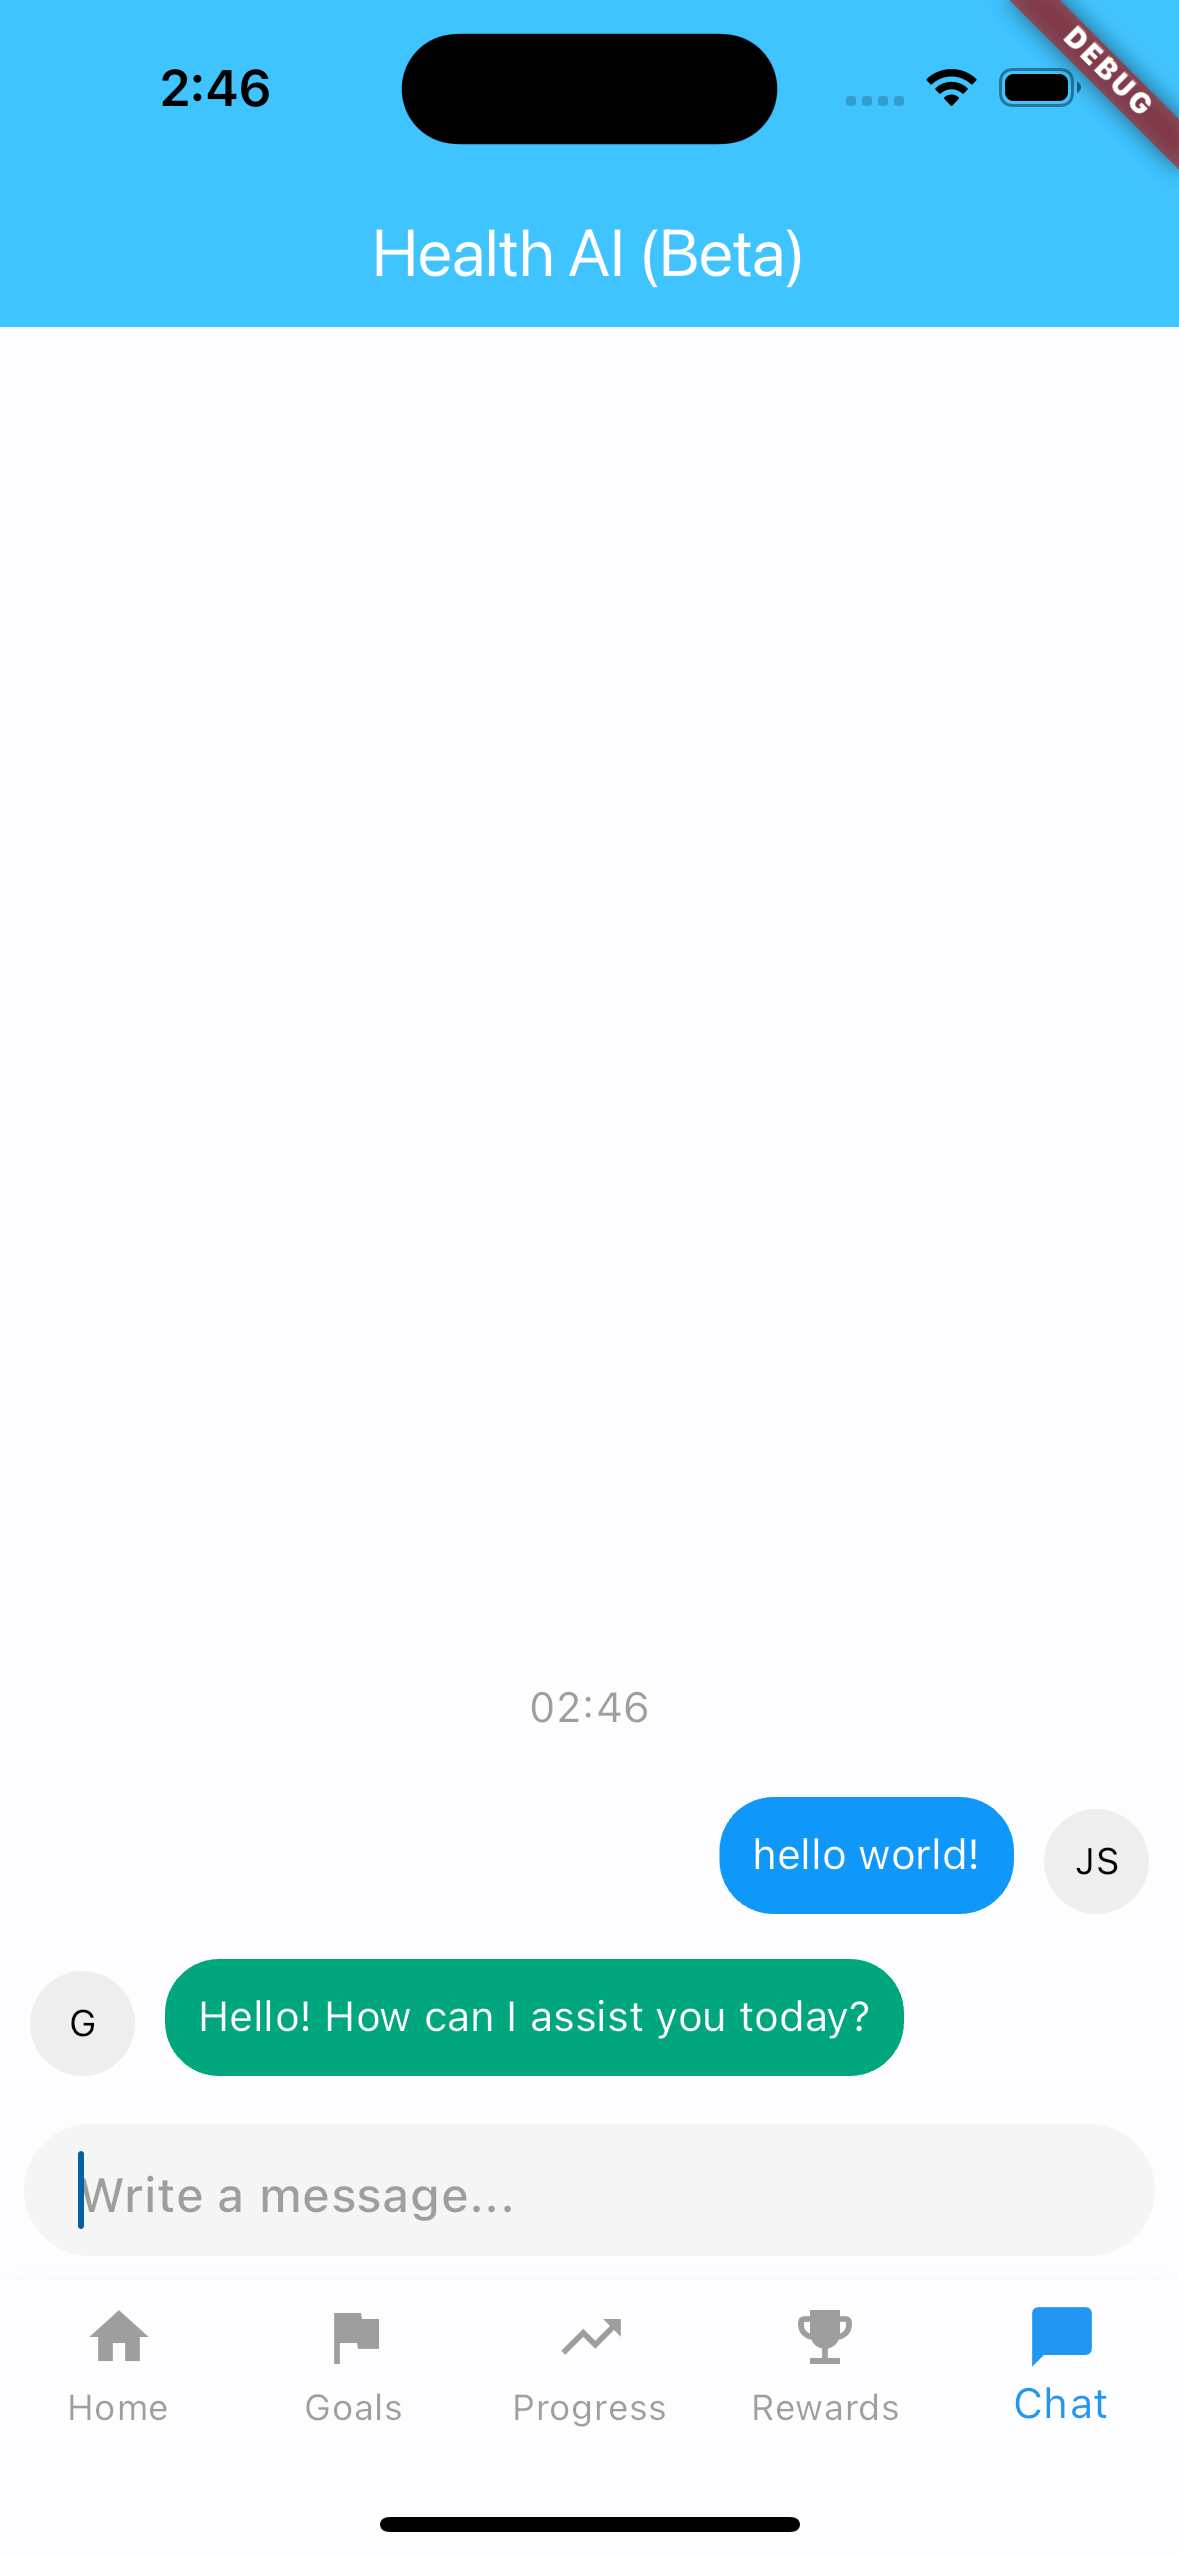 2:46
DEBUG
Health AI (Beta)
02:46
hello world!
JS
G
Hello! How can I assist you today?
Write a message...
Home
Goals
Progress
Rewards
Chat